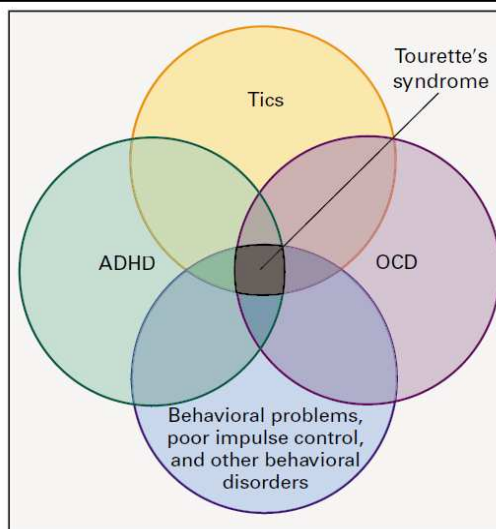 Tourette's
syndrome
Tics
ADHD
OCD
Behavioral problems,
poor impulse control,
and other behavioral
disorders